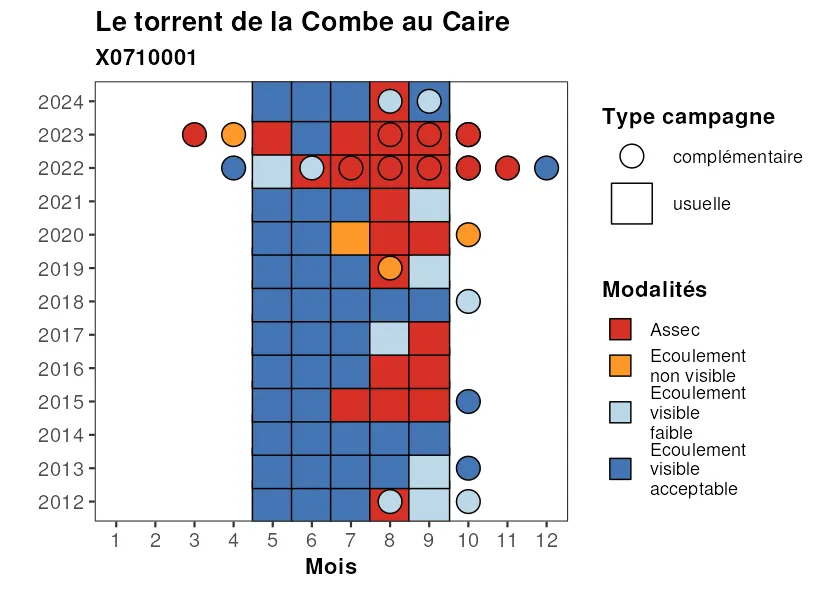 Le torrent de la Combe au Caire
X0710001
2024
2023
2022
2021
2020
2019
2018
2017
2016
2015
2014
2013
2012
1 2 3 4 5 6 7 8 9 10 11 12
Mois
Type campagne
complémentaire
usuelle
Modalités
Assec
Ecoulement
non visible
Ecoulement
visible
faible
Ecoulement
visible
acceptable